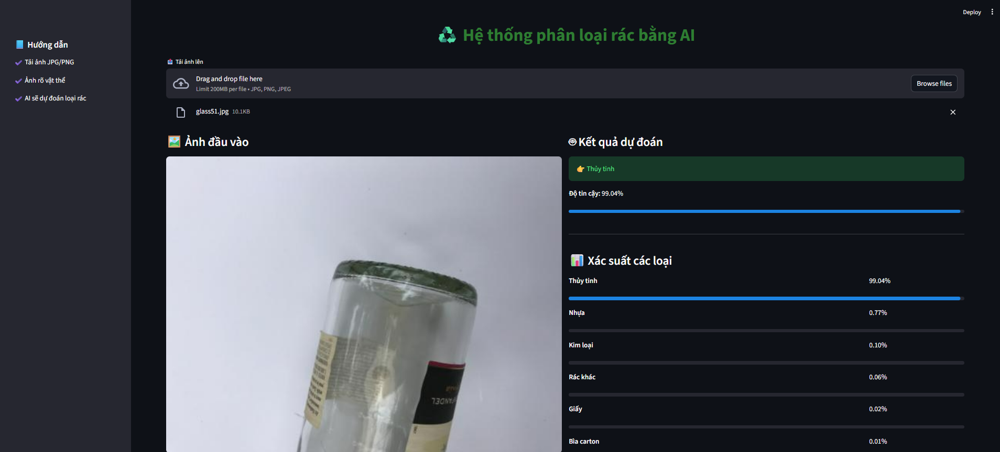 Deploy
Hướng dẫn
Tải ảnh JPG/PNG
Ảnh rõ vật thể
AI sẽ dự đoán loại rác
Hệ thống phân loại rác bằng AI
Tải ảnh lên
Drag and drop file here
Limit 200MB per file • JPG, PNG, JPEG
Browse files
glass51.jpg 10.1KB
Ảnh đầu vào
Kết quả dự đoán
Thủy tinh
Độ tin cậy: 99.04%
Xác suất các loại
Thủy tinh 99.04%
Nhựa 0.77%
Kim loại 0.10%
Rác khác 0.06%
Giấy 0.02%
Bìa carton 0.01%